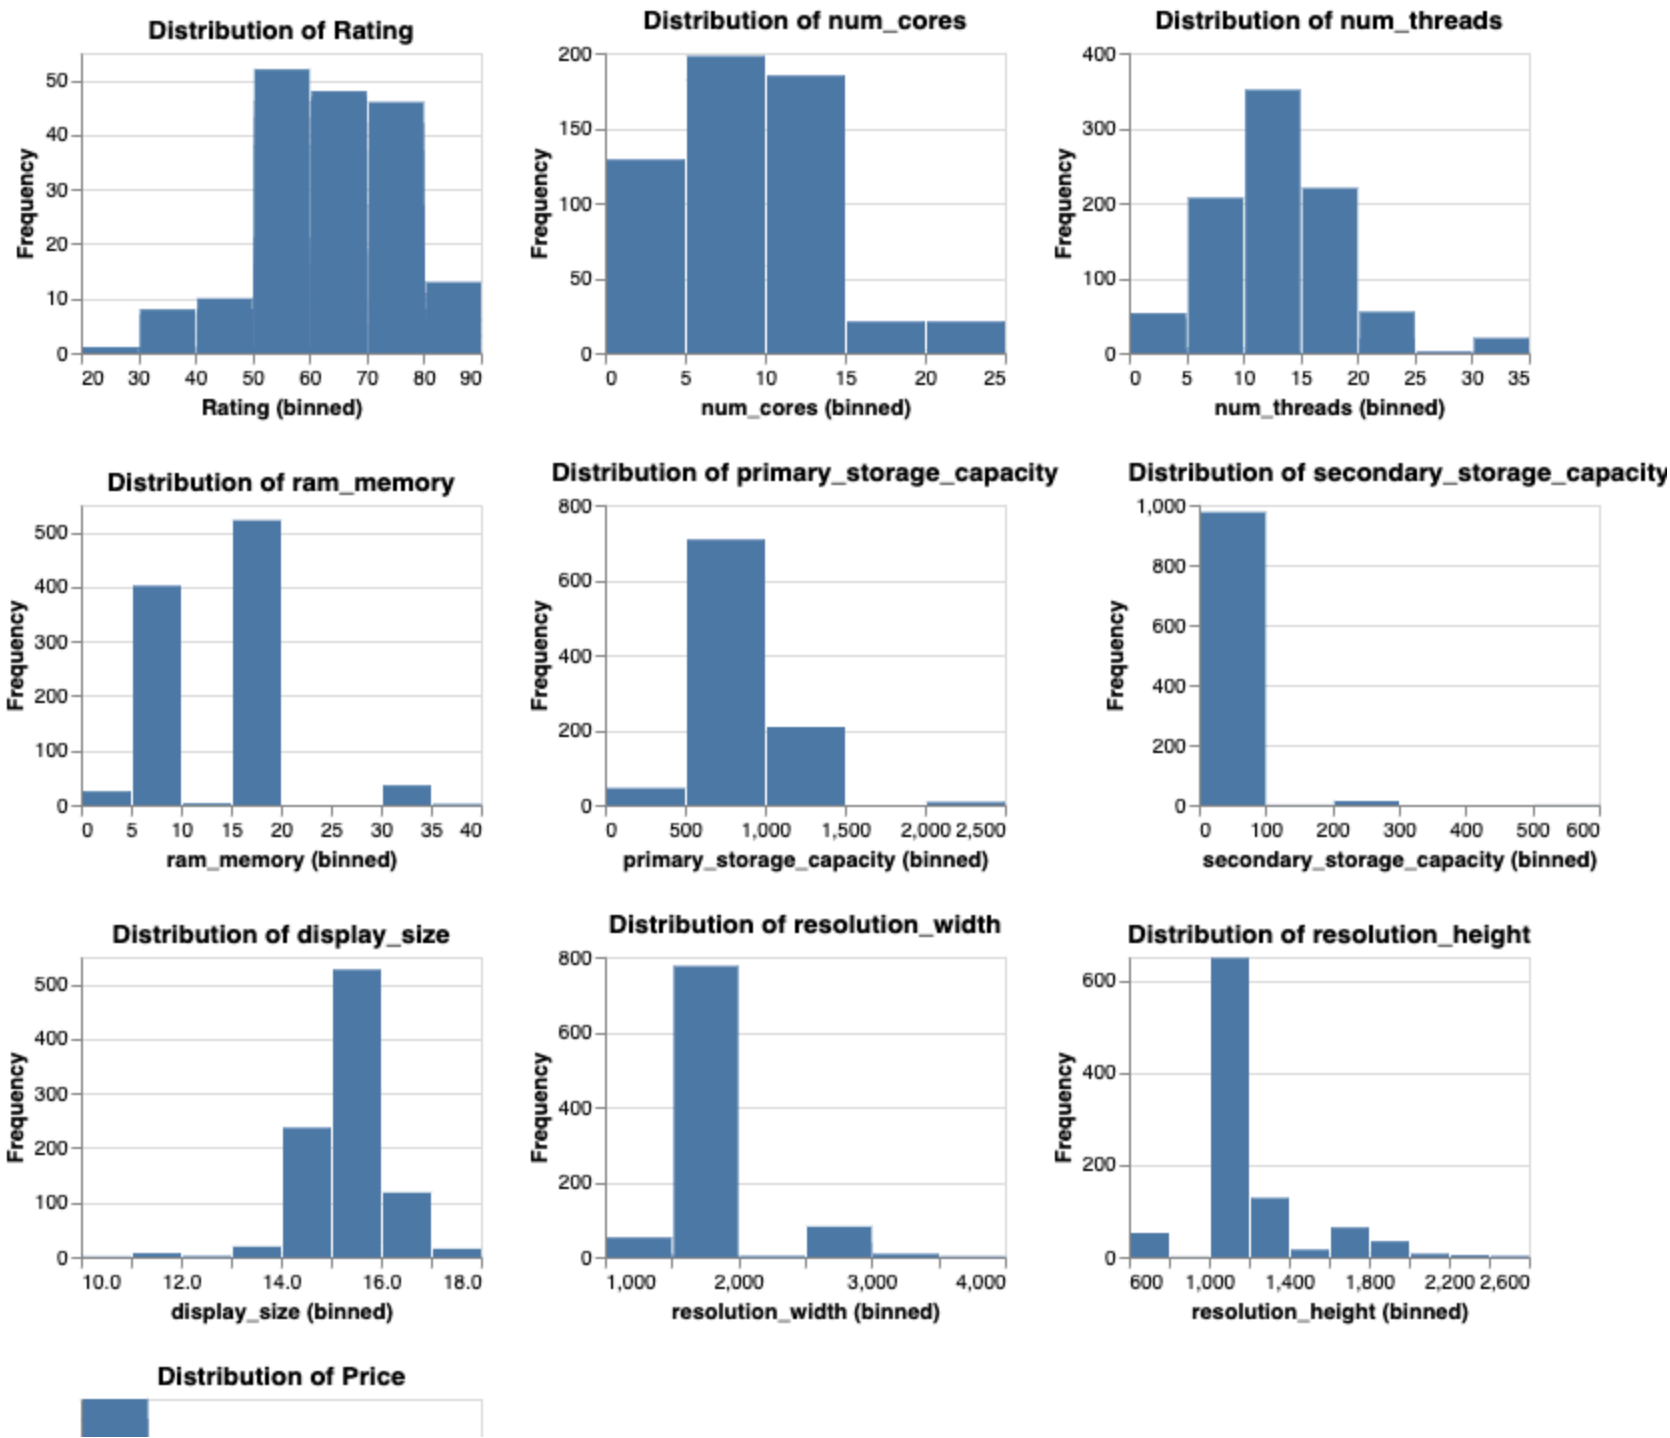 Distribution of Rating
50
40
30
20
10
0
Frequency
20 30 40 50 60 70 80 90
Rating (binned)
Distribution of num_cores
200
150
100
50
0
Frequency
0 5 10 15 20 25
num_cores (binned)
Distribution of num_threads
400
300
200
100
0
Frequency
0 5 10 15 20 25 30 35
num_threads (binned)
Distribution of ram_memory
500
400
300
200
100
0
Frequency
0 5 10 15 20 25 30 35 40
ram_memory (binned)
Distribution of primary_storage_capacity
800
600
400
200
0
Frequency
0 500 1,000 1,500 2,000 2,500
primary_storage_capacity (binned)
Distribution of secondary_storage_capacity
1,000
800
600
400
200
0
Frequency
0 100 200 300 400 500 600
secondary_storage_capacity (binned)
Distribution of display_size
500
400
300
200
100
0
Frequency
10.0 12.0 14.0 16.0 18.0
display_size (binned)
Distribution of resolution_width
800
600
400
200
0
Frequency
1,000 2,000 3,000 4,000
resolution_width (binned)
Distribution of resolution_height
600
400
200
0
Frequency
600 1,000 1,400 1,800 2,200 2,600
resolution_height (binned)
Distribution of Price